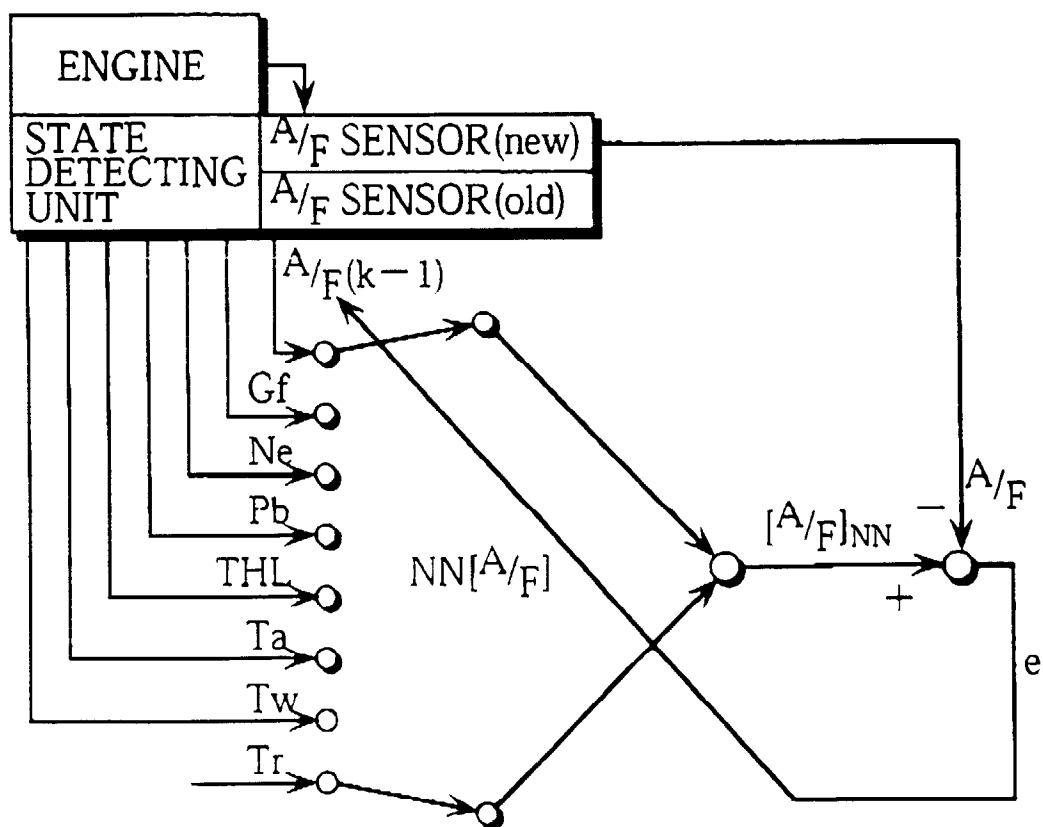 ENGINE
STATE
DETECTING
UNIT
A/F SENSOR(new)
A/F SENSOR(old)
A/F(k−1)
Gf
Ne
Pb
THL
Ta
Tw
Tr
NN[A/F]
[A/F]NN
A/F
−
+
e